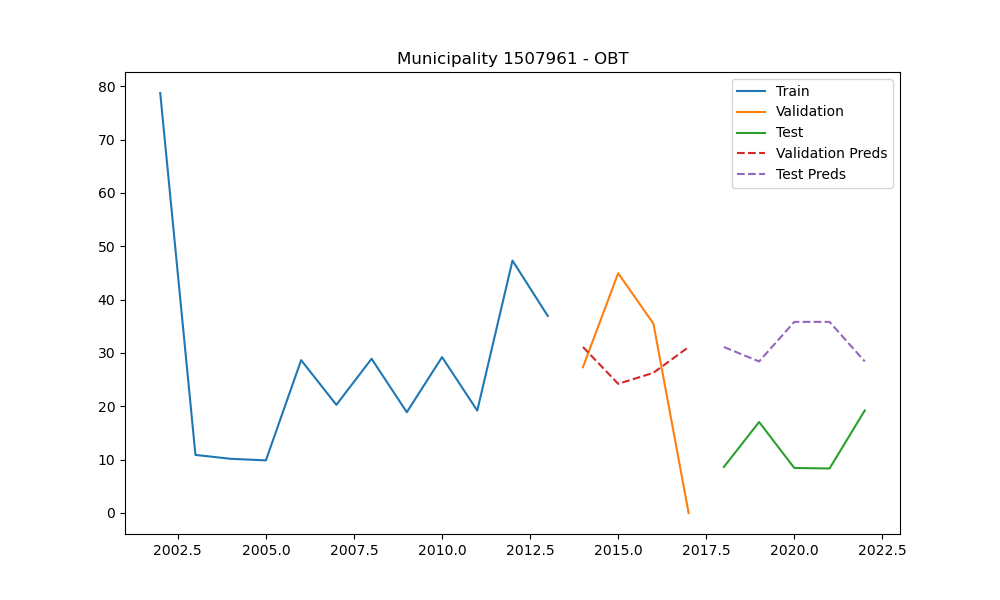 Municipality 1507961 - OBT
Train
Validation
Test
Validation Preds
Test Preds
80
70
60
50
40
30
20
10
0
2002.5 2005.0 2007.5 2010.0 2012.5 2015.0 2017.5 2020.0 2022.5